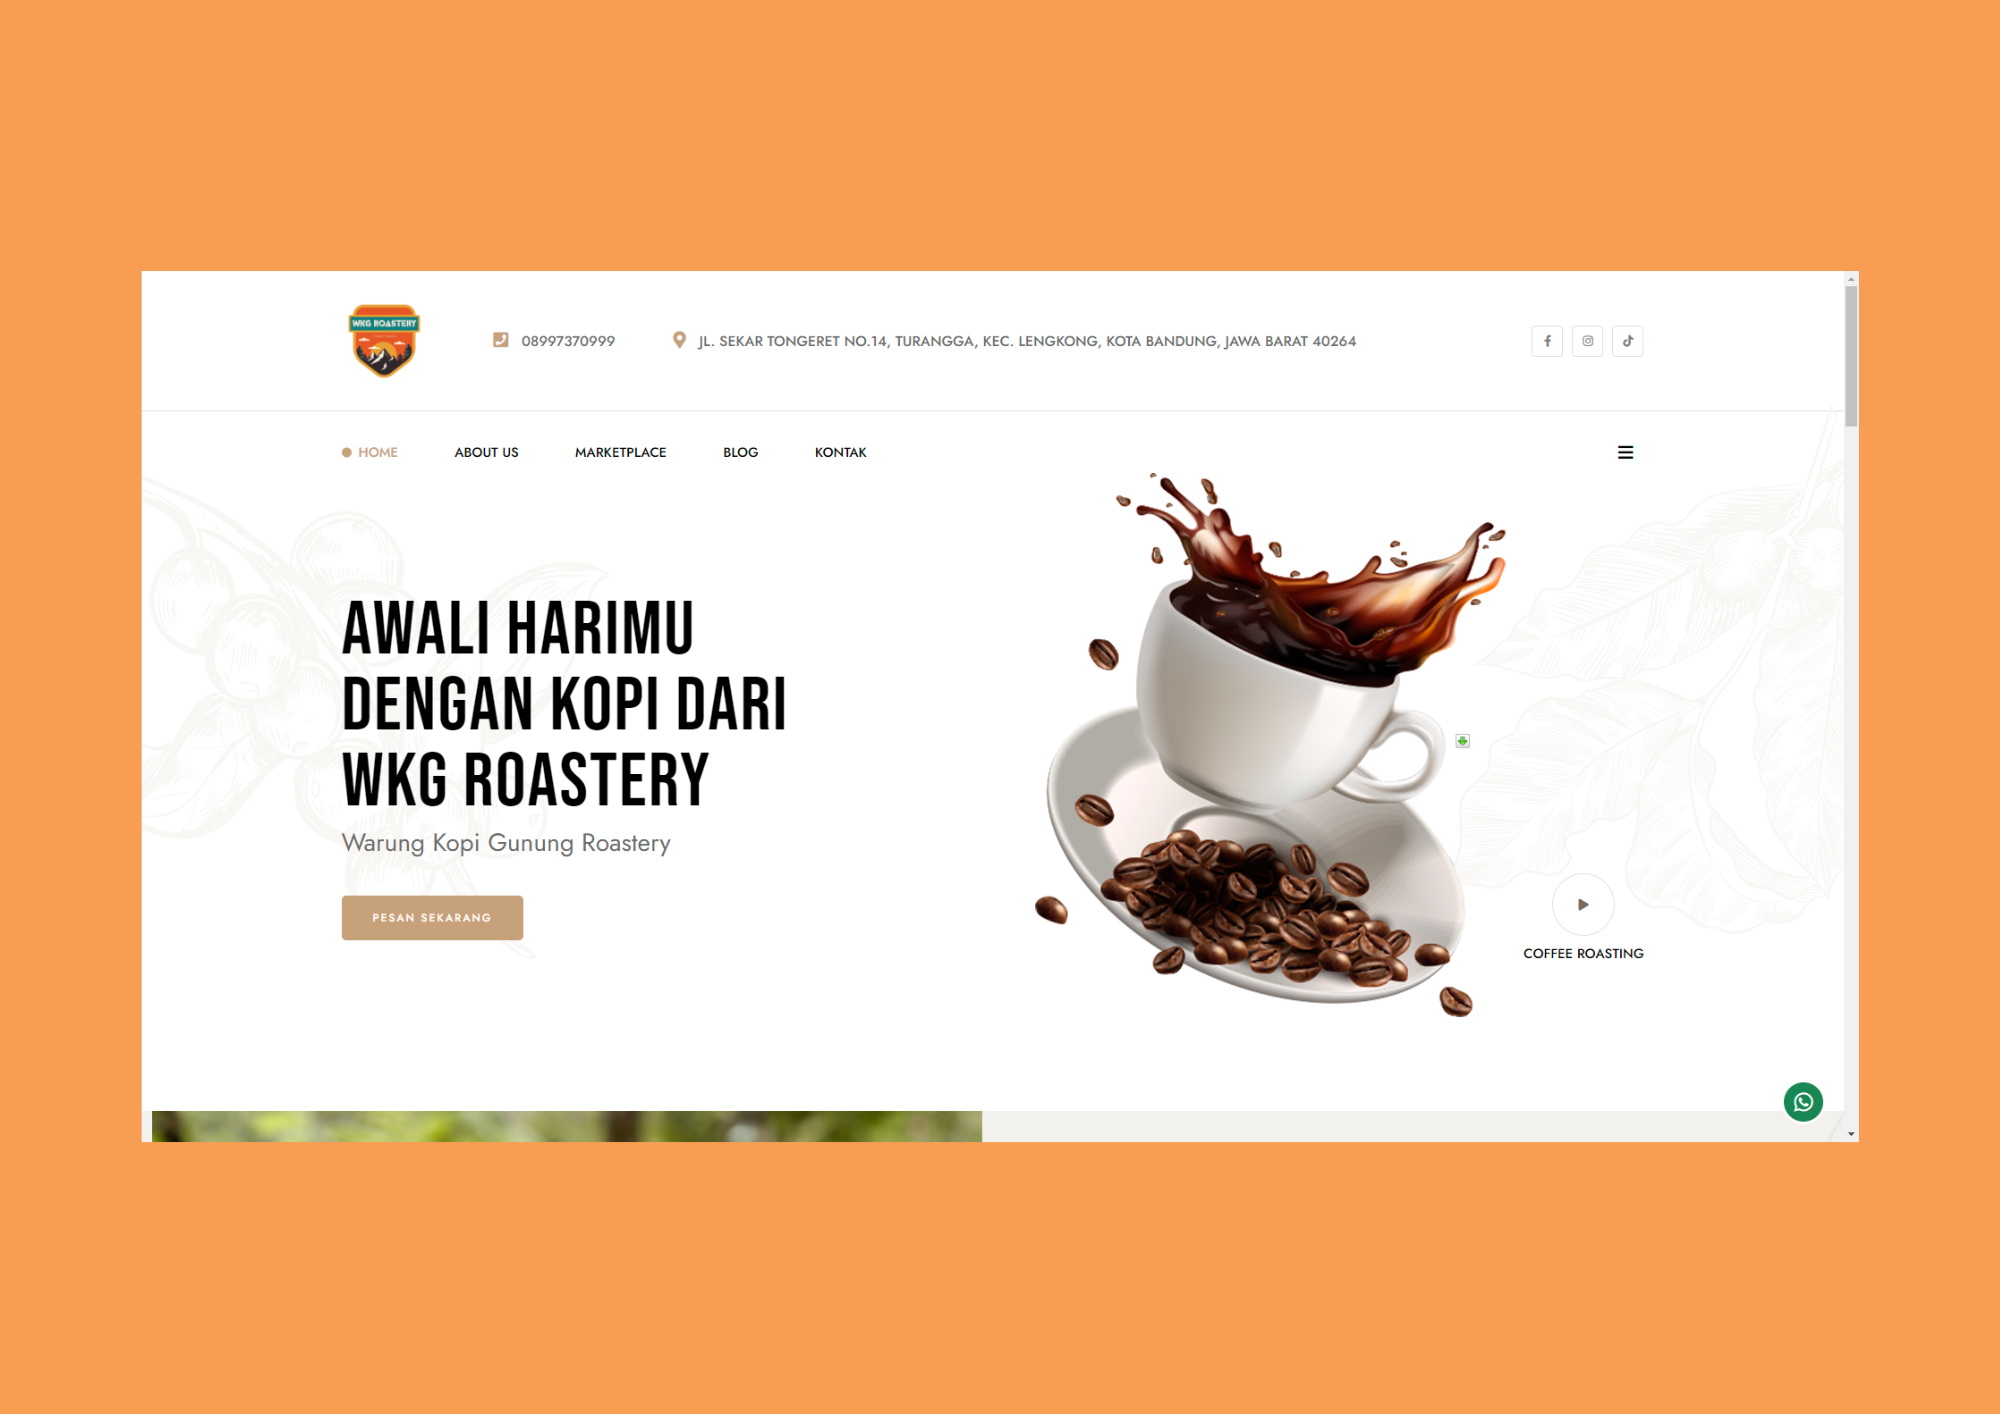 WKG ROASTERY
08997370999
JL. SEKAR TONGERET NO.14, TURANGGA, KEC. LENGKONG, KOTA BANDUNG, JAWA BARAT 40264
HOME
ABOUT US
MARKETPLACE
BLOG
KONTAK
AWALI HARIMU
DENGAN KOPI DARI
WKG ROASTERY
Warung Kopi Gunung Roastery
PESAN SEKARANG
COFFEE ROASTING